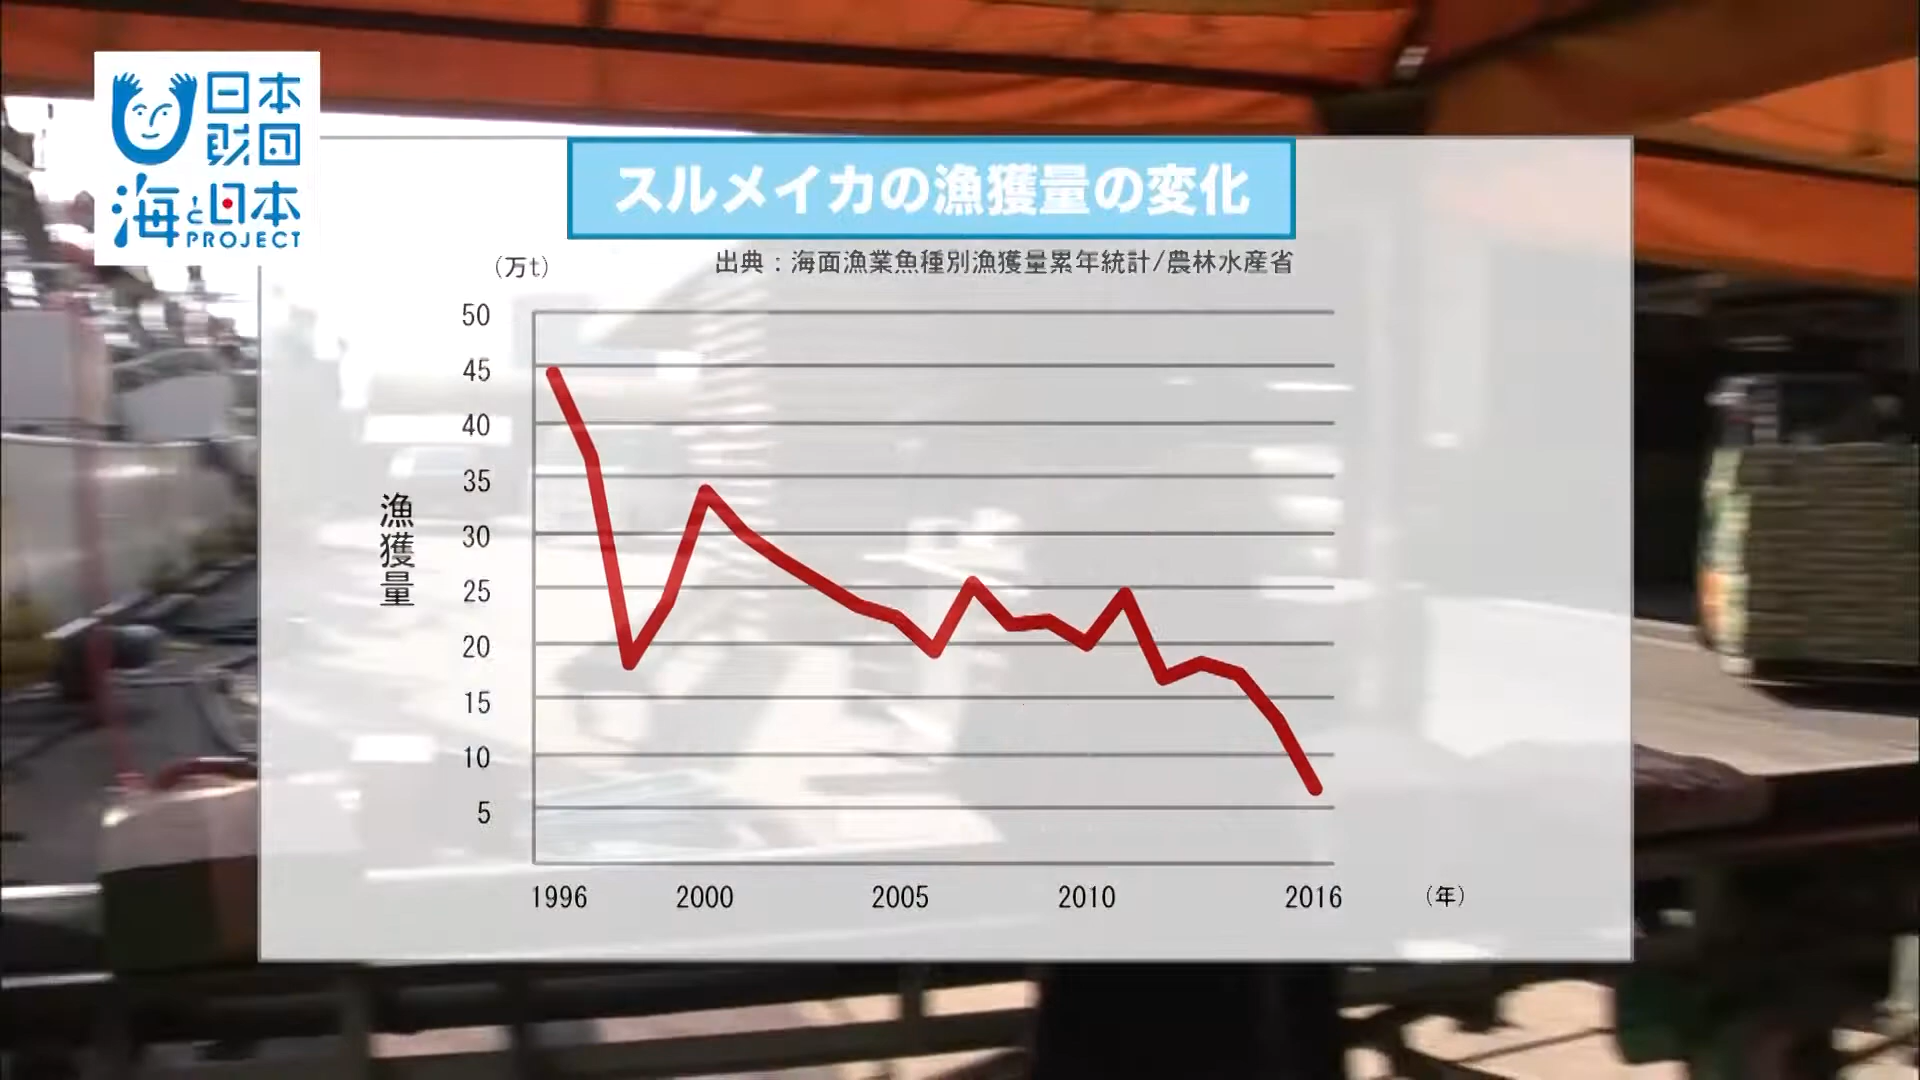 日本
財団
海と日本
PROJECT
スルメイカの漁獲量の変化
(万t)
出典：海面漁業魚種別漁獲量累年統計/農林水産省
50
45
40
35
30
25
20
15
10
5
漁獲量
1996 2000 2005 2010 2016 (年)